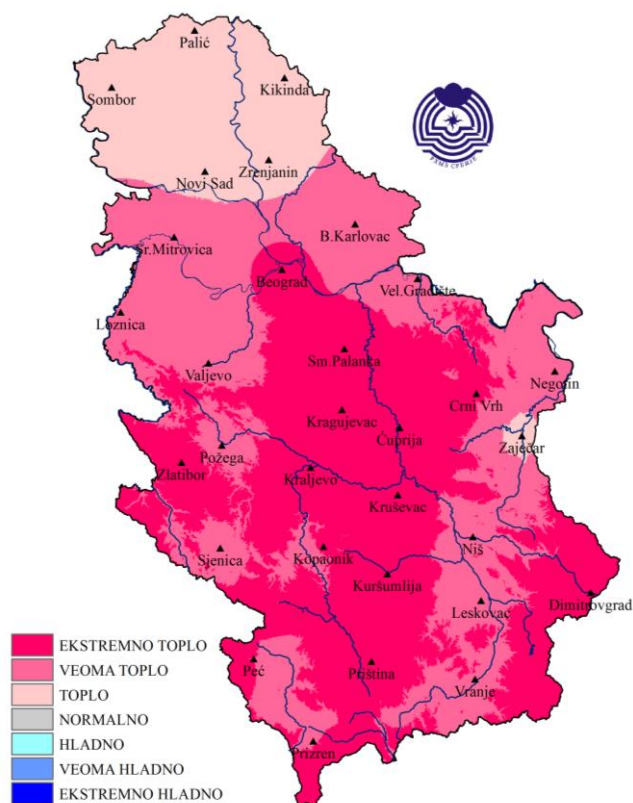 Palić
Kikinda
Sombor
Zrenjanin
Novi Sad
B.Karlovac
Sr.Mitrovica
Beograd
Vel.Gradište
Loznica
Sm.Palanka
Valjevo
Negotin
Crni Vrh
Kragujevac
Ćuprija
Zaječar
Požega
Zlatibor
Kraljevo
Kruševac
Niš
Sjenica
Kopaonik
Kuršumlija
Dimitrovgrad
Leskovac
Peć
Priština
Vranje
Prizren
EKSTREMNO TOPLO
VEOMA TOPLO
TOPLO
NORMALNO
HLADNO
VEOMA HLADNO
EKSTREMNO HLADNO